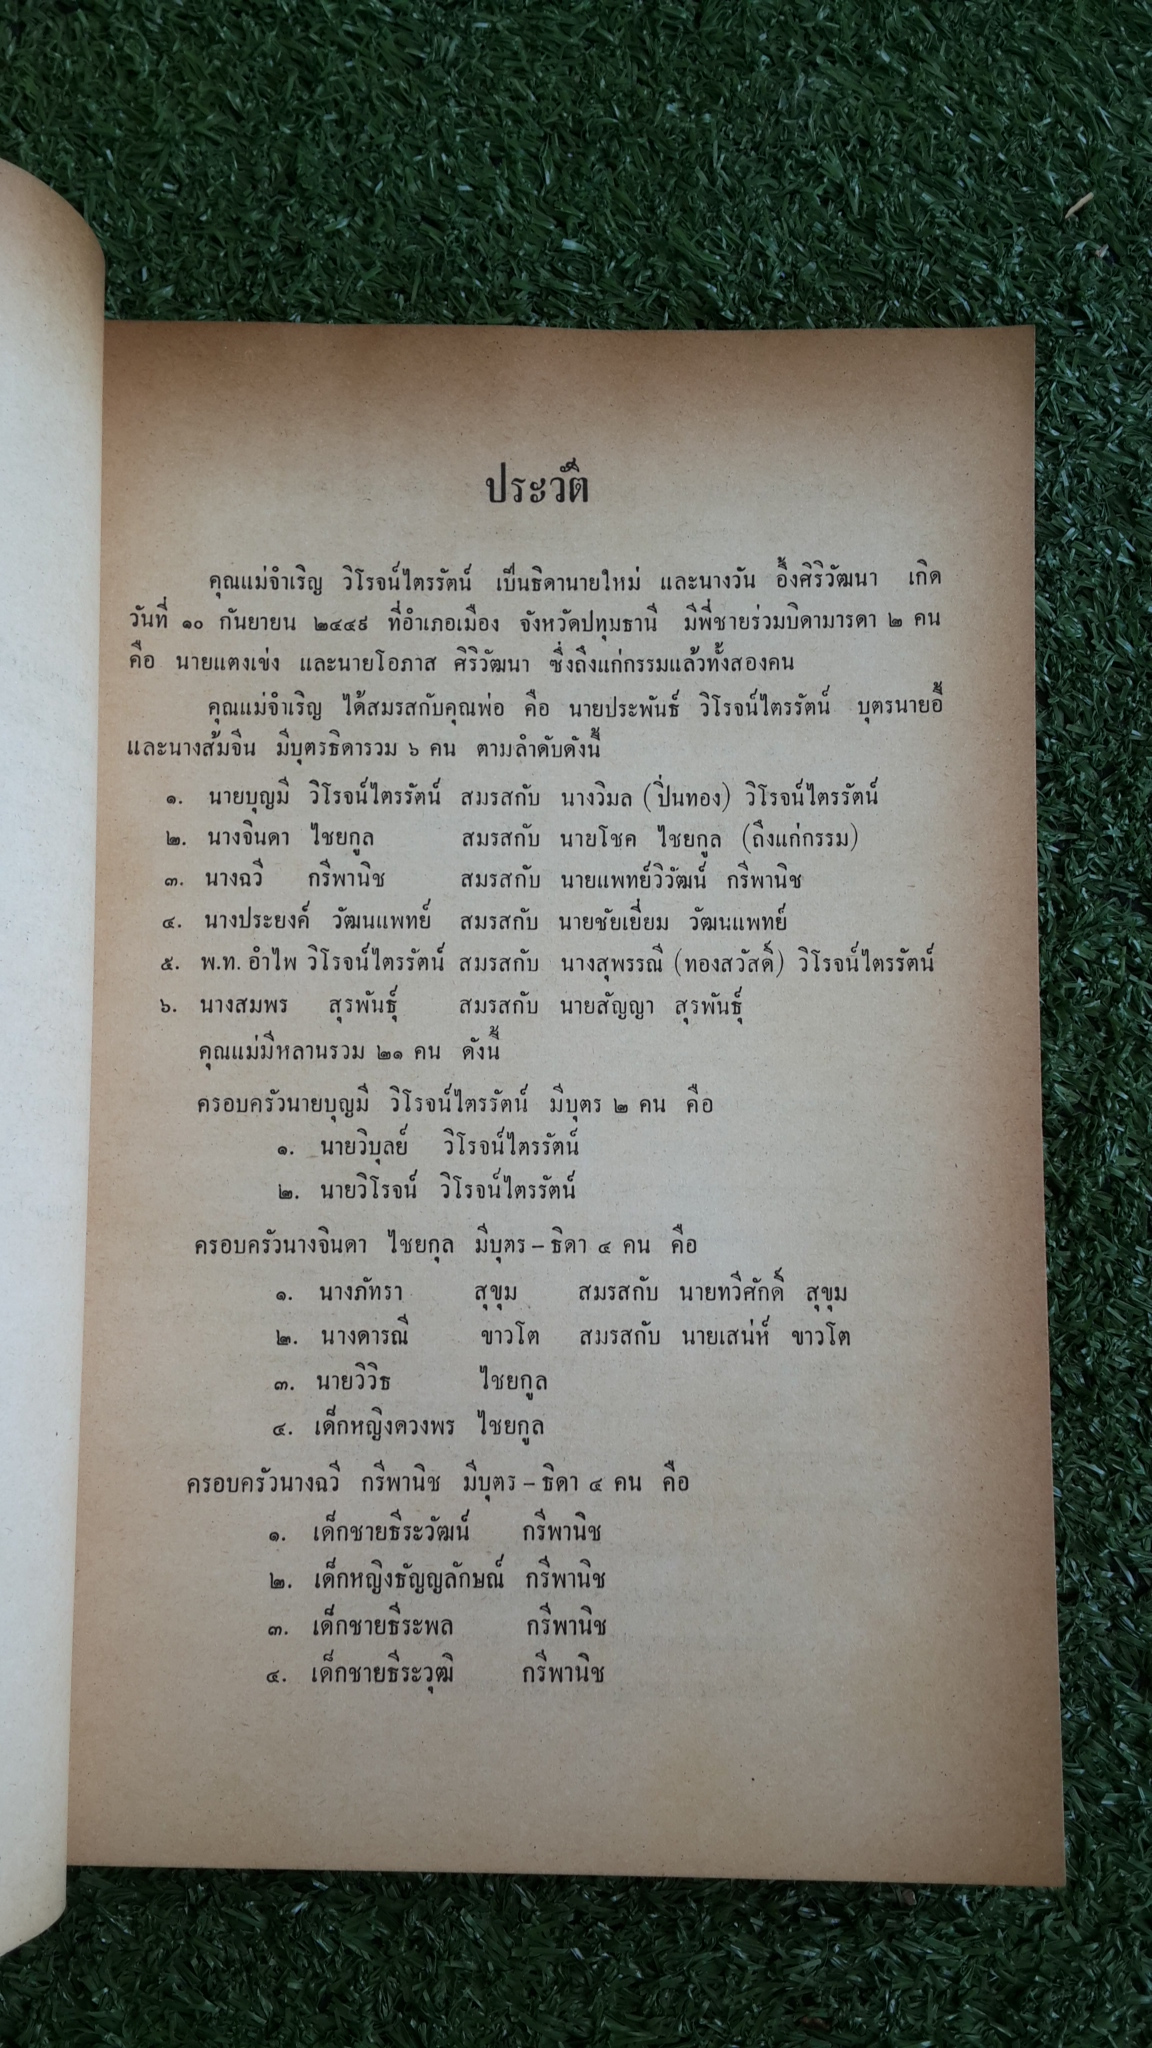 ประวัติ
คุณแม่จำเริญ วิโรจน์ไตรรัตน์ เป็นธิดานายใหม่ และนางวัน อึ้งศิริวัฒนา เกิด
วันที่ ๑๐ กันยายน ๒๔๔๙ ที่อำเภอเมือง จังหวัดปทุมธานี มีพี่ชายร่วมบิดามารดา ๒ คน
คือ นายแตงเข่ง และนายโอภาส ศิริวัฒนา ซึ่งถึงแก่กรรมแล้วทั้งสองคน
คุณแม่จำเริญ ได้สมรสกับคุณพ่อ คือ นายประพันธ์ วิโรจน์ไตรรัตน์ บุตรนายอื้
และนางส้มจีน มีบุตรธิดารวม ๖ คน ตามลำดับดังนี้
๑. นายบุญมี วิโรจน์ไตรรัตน์ สมรสกับ นางวิมล (ปิ่นทอง) วิโรจน์ไตรรัตน์
๒. นางจินดา ไชยกูล สมรสกับ นายโชค ไชยกูล (ถึงแก่กรรม)
๓. นางฉวี กรีพานิช สมรสกับ นายแพทย์วิวัฒน์ กรีพานิช
๔. นางประยงค์ วัฒนแพทย์ สมรสกับ นายชัยเยี่ยม วัฒนแพทย์
๕. พ.ท. อำไพ วิโรจน์ไตรรัตน์ สมรสกับ นางสุพรรณี (ทองสวัสดิ์) วิโรจน์ไตรรัตน์
๖. นางสมพร สุรพันธุ์ สมรสกับ นายสัญญา สุรพันธุ์
คุณแม่มีหลานรวม ๒๑ คน ดังนี้
ครอบครัวนายบุญมี วิโรจน์ไตรรัตน์ มีบุตร ๒ คน คือ
๑. นายวิบุลย์ วิโรจน์ไตรรัตน์
๒. นายวิโรจน์ วิโรจน์ไตรรัตน์
ครอบครัวนางจินดา ไชยกุล มีบุตร – ธิดา ๔ คน คือ
๑. นางภัทรา สุขุม สมรสกับ นายทวีศักดิ์ สุขุม
๒. นางดารณี ขาวโต สมรสกับ นายเสน่ห์ ขาวโต
๓. นายวิวิธ ไชยกูล
๔. เด็กหญิงดวงพร ไชยกูล
ครอบครัวนางฉวี กรีพานิช มีบุตร – ธิดา ๔ คน คือ
๑. เด็กชายธีระวัฒน์ กรีพานิช
๒. เด็กหญิงธัญญลักษณ์ กรีพานิช
๓. เด็กชายธีระพล กรีพานิช
๔. เด็กชายธีระวุฒิ กรีพานิช